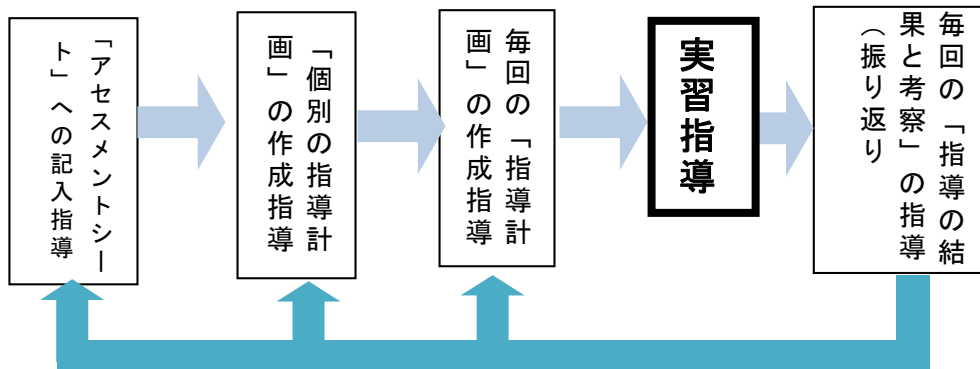 「アセスメントシー
ト」への記入指導
「個別の指導計
画」の作成指導
毎回の「指導計
画」の作成指導
実習指導
毎回の「指導の結
果と考察」の指導
（振り返り